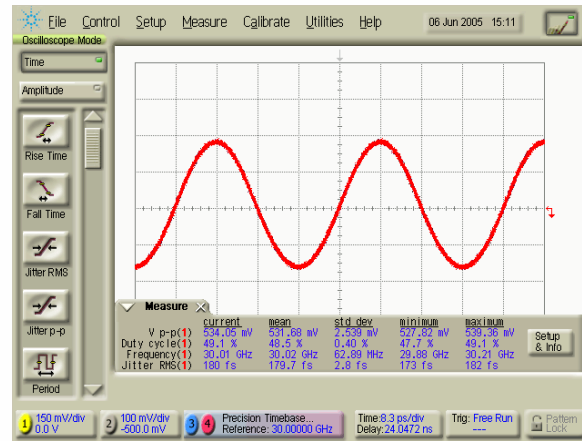 File Control Setup Measure Calibrate Utilities Help 06 Jun 2005 15:11
Oscilloscope Mode
Time
Amplitude
Rise Time
Fall Time
Jitter RMS
Jitter p-p
Period
Measure
current mean std dev minimum maximum
V p-p(1) 534.05 mV 531.68 mV 2.539 mV 527.82 mV 539.36 mV
Duty cycle(1) 49.1 % 48.5 % 0.40 % 47.7 % 49.1 %
Frequency(1) 30.01 GHz 30.02 GHz 62.89 MHz 29.88 GHz 30.21 GHz
Jitter RMS(1) 180 fs 179.7 fs 2.8 fs 173 fs 182 fs
Setup
& Info
1 150 mV/div
0.0 V
2 100 mV/div
-500.0 mV
3 4 Precision Timebase...
Reference: 30.00000 GHz
Time:8.3 ps/div
Delay:24.0472 ns
Trig: Free Run
---
Pattern
Lock